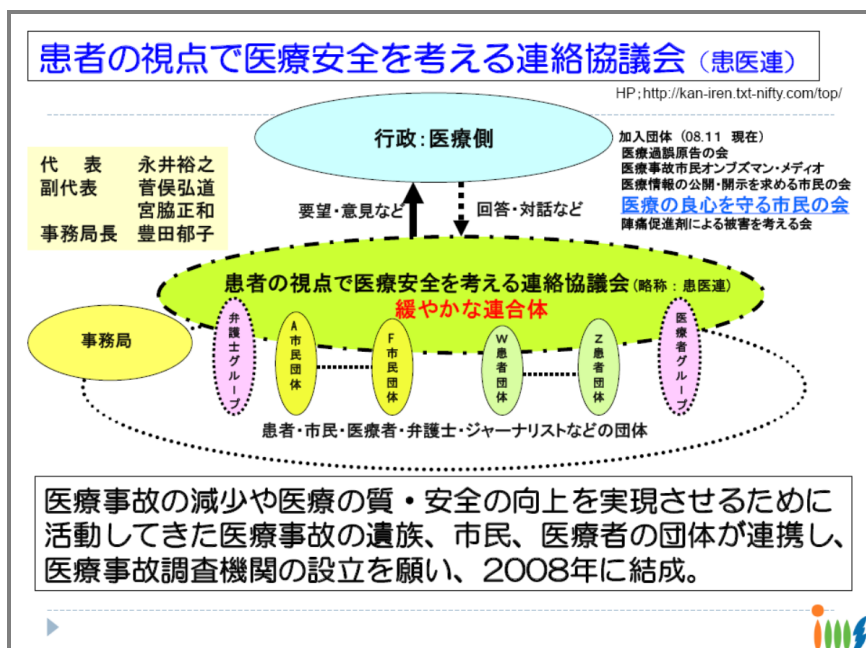 患者の視点で医療安全を考える連絡協議会（患医連）
HP;http://kan-iren.txt-nifty.com/top/
行政：医療側
代　表　永井裕之
副代表　菅俣弘道
宮脇正和
事務局長　豊田郁子
加入団体（08.11 現在）
医療過誤原告の会
医療事故市民オンブズマン・メディオ
医療情報の公開・開示を求める市民の会
医療の良心を守る市民の会
陣痛促進剤による被害を考える会
要望・意見など
回答・対話など
患者の視点で医療安全を考える連絡協議会(略称：患医連)
緩やかな連合体
事務局
弁護士グループ
A市民団体
F市民団体
W患者団体
Z患者団体
医療者グループ
患者・市民・医療者・弁護士・ジャーナリストなどの団体
医療事故の減少や医療の質・安全の向上を実現させるために
活動してきた医療事故の遺族、市民、医療者の団体が連携し、
医療事故調査機関の設立を願い、2008年に結成。
ims